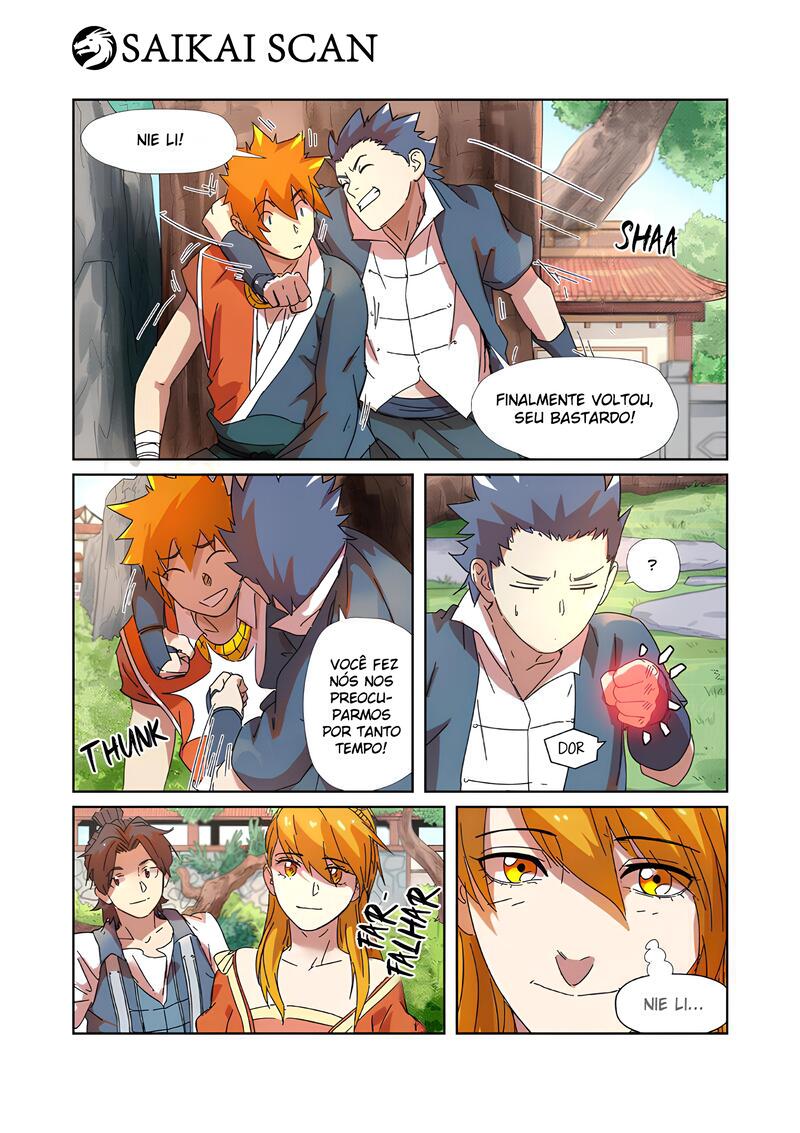 SAIKAI SCAN
NIE LI!
SHAA
FINALMENTE VOLTOU,
SEU BASTARDO!
VOCÊ FEZ
NÓS NOS
PREOCU-
PARMOS
POR TANTO
TEMPO!
THUNK
?
DOR
FAR-
FALHAR
NIE LI...